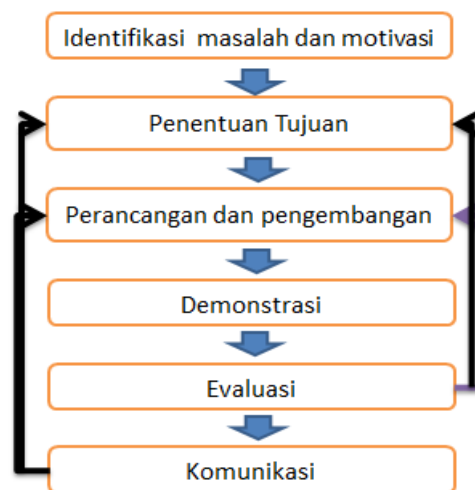 Identifikasi masalah dan motivasi
Penentuan Tujuan
Perancangan dan pengembangan
Demonstrasi
Evaluasi
Komunikasi